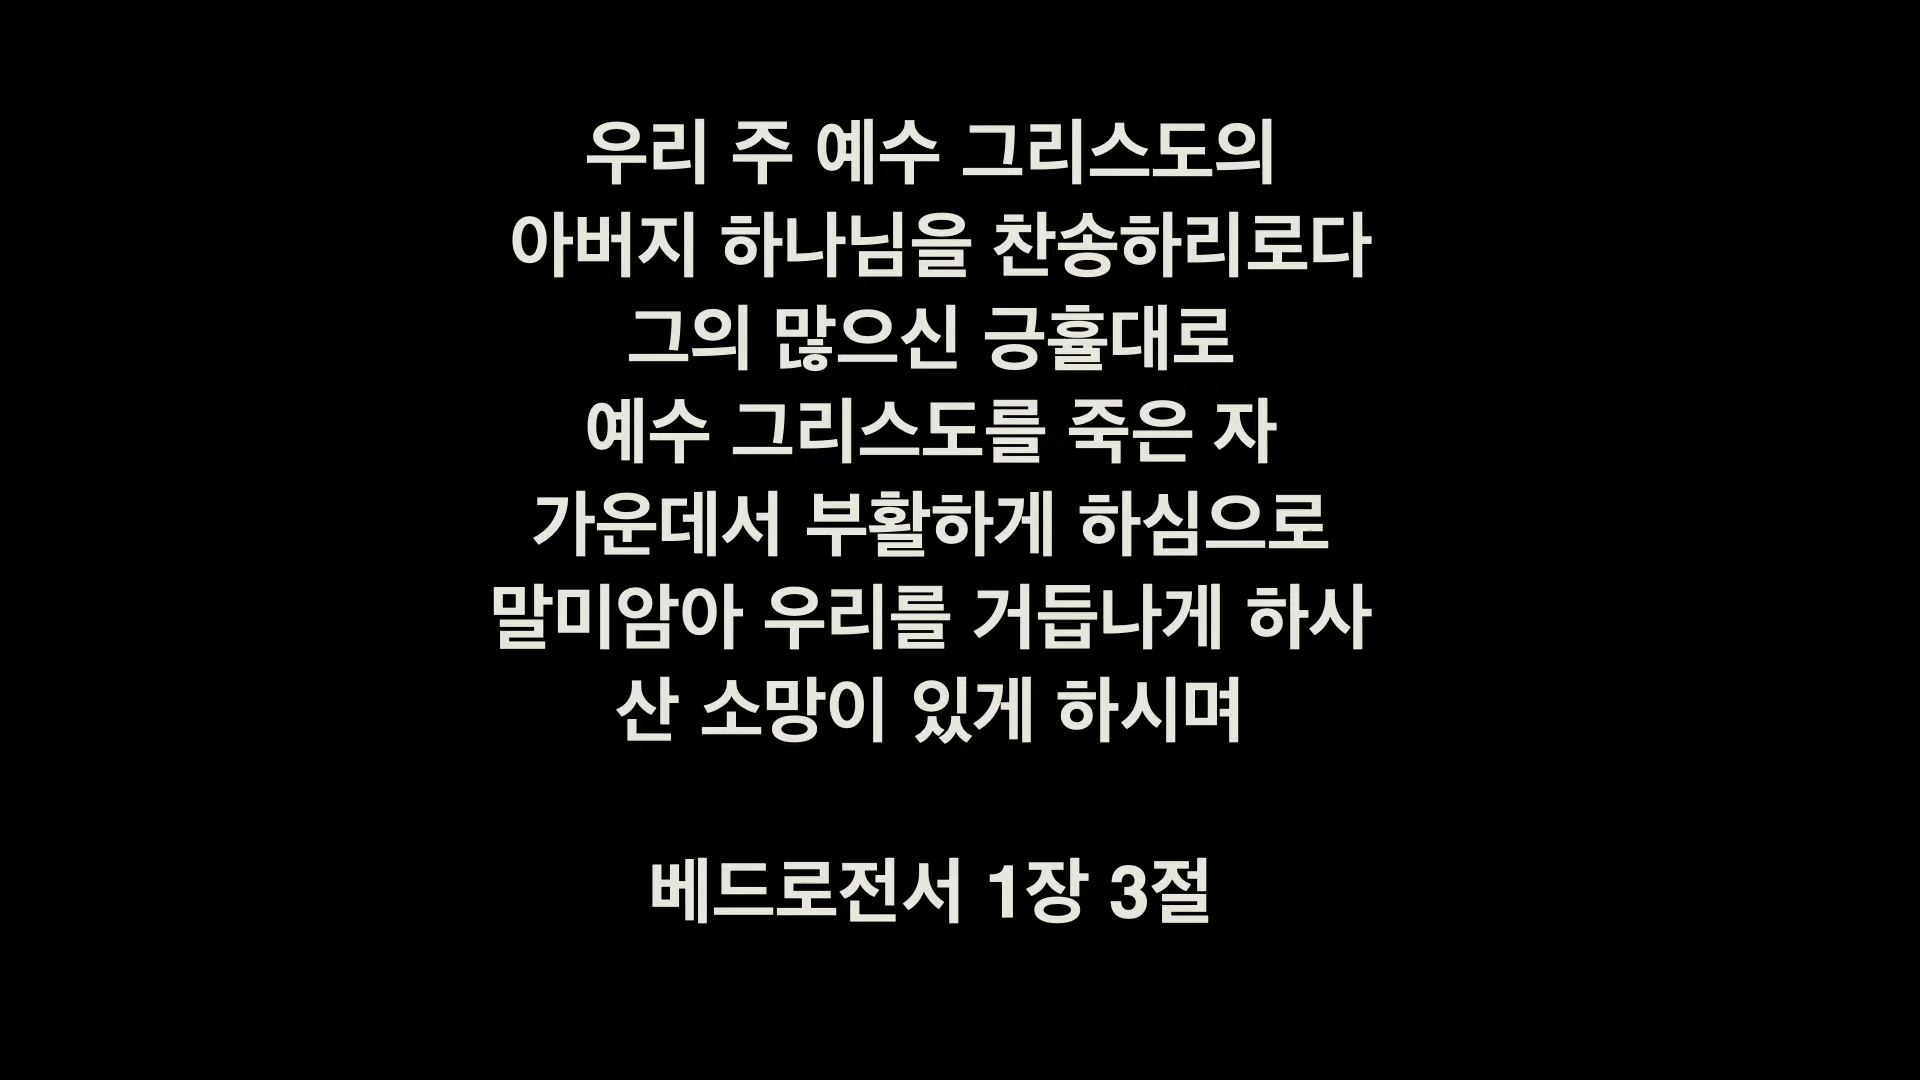 우리 주 예수 그리스도의
아버지 하나님을 찬송하리로다
그의 많으신 긍휼대로
예수 그리스도를 죽은 자
가운데서 부활하게 하심으로
말미암아 우리를 거듭나게 하사
산 소망이 있게 하시며
베드로전서 1장 3절